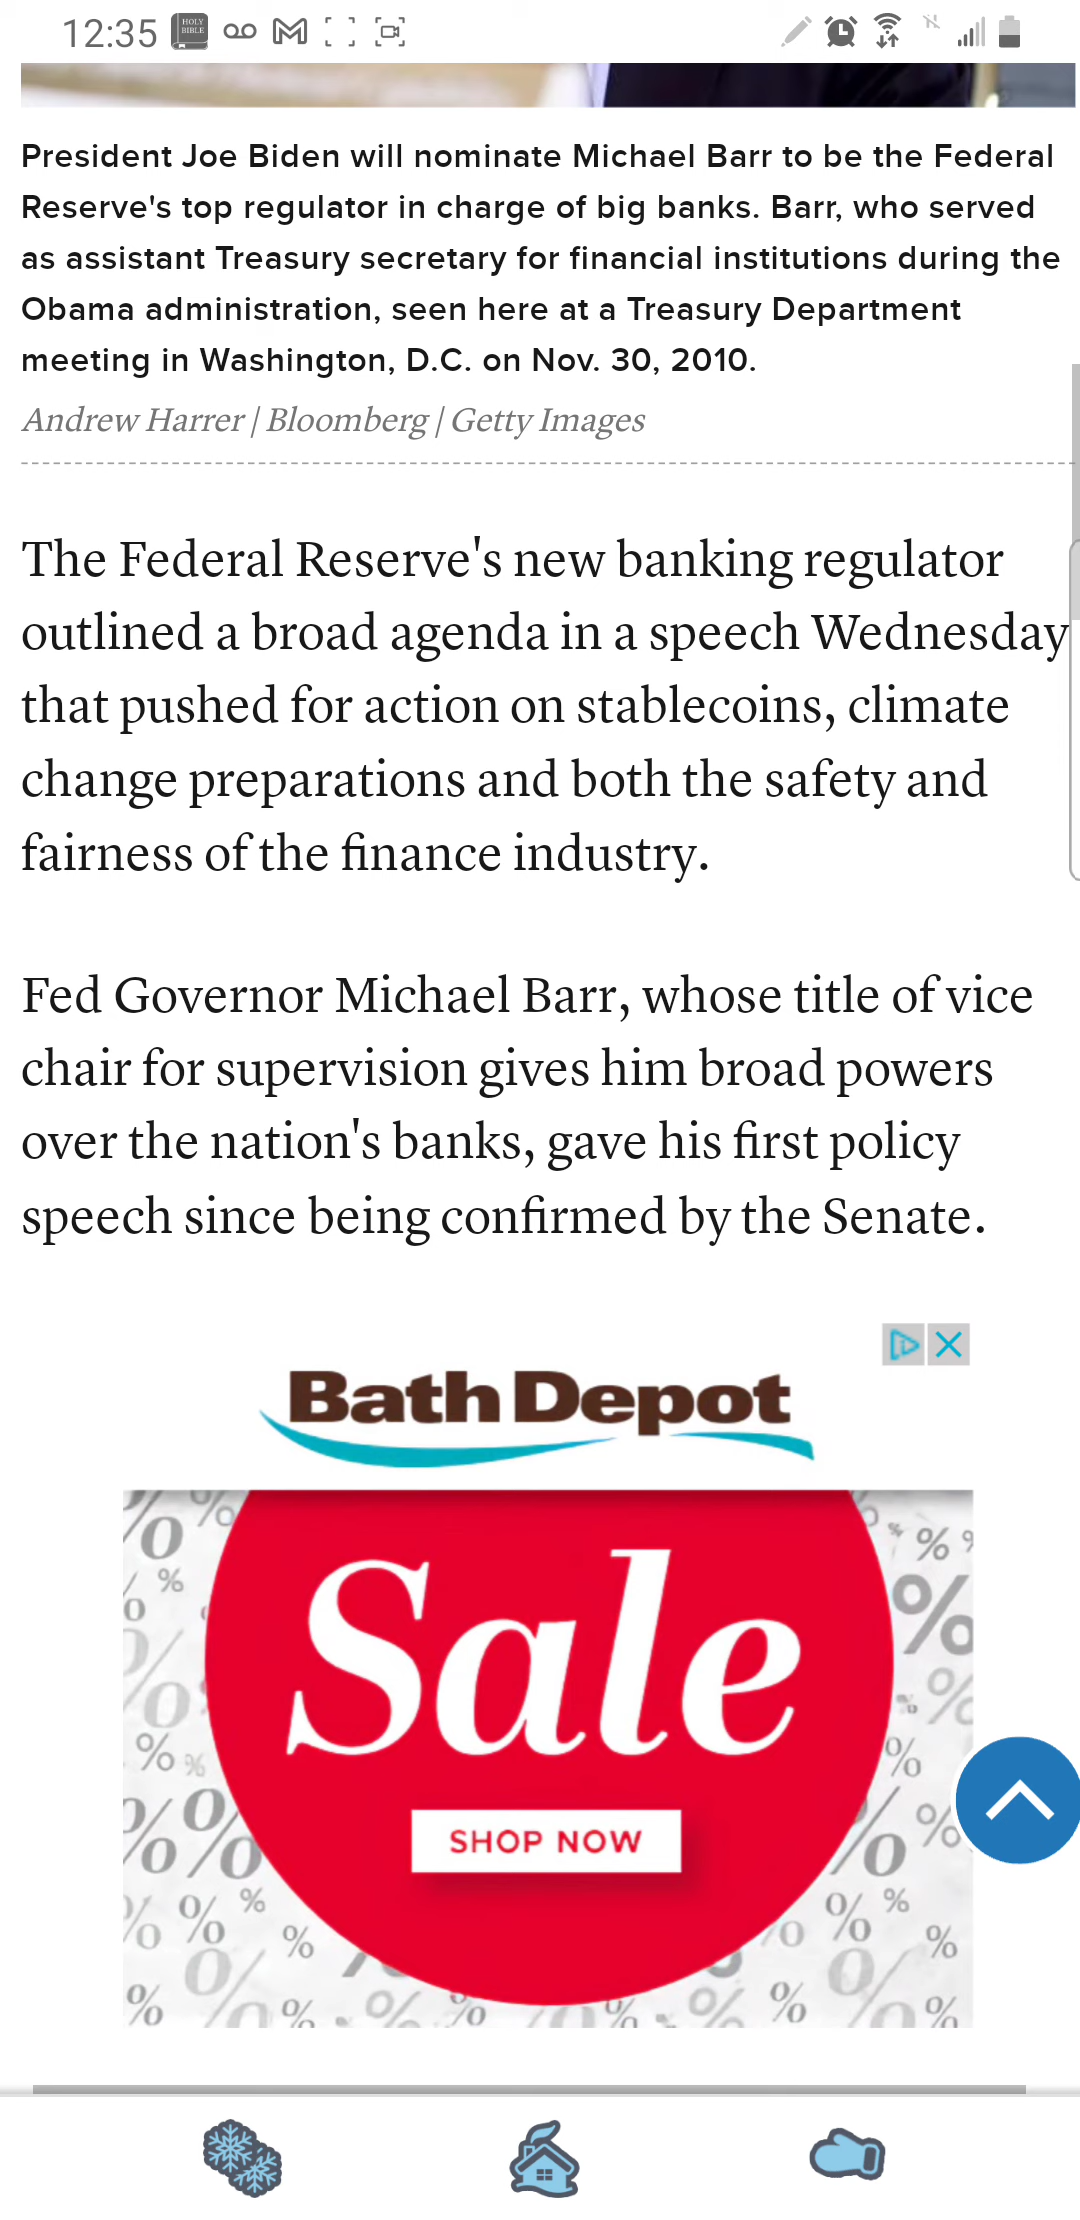 12:35
HOLY
BIBLE
President Joe Biden will nominate Michael Barr to be the Federal
Reserve's top regulator in charge of big banks. Barr, who served
as assistant Treasury secretary for financial institutions during the
Obama administration, seen here at a Treasury Department
meeting in Washington, D.C. on Nov. 30, 2010.
Andrew Harrer | Bloomberg | Getty Images
The Federal Reserve's new banking regulator
outlined a broad agenda in a speech Wednesday
that pushed for action on stablecoins, climate
change preparations and both the safety and
fairness of the finance industry.
Fed Governor Michael Barr, whose title of vice
chair for supervision gives him broad powers
over the nation's banks, gave his first policy
speech since being confirmed by the Senate.
Bath Depot
Sale
SHOP NOW